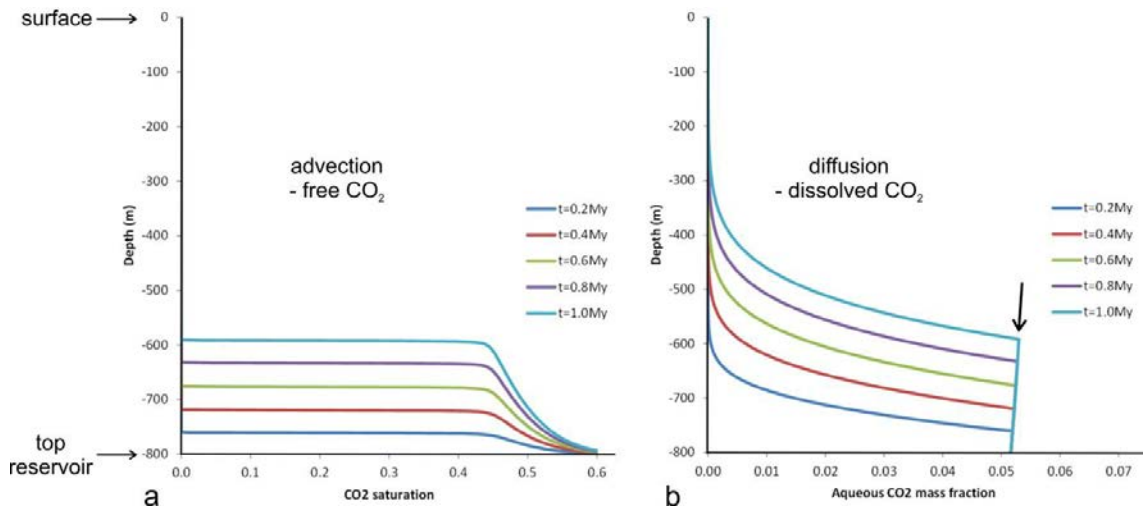 surface
0
-100
-200
-300
-400
-500
-600
-700
-800
Depth (m)
advection
- free CO₂
t=0.2My
t=0.4My
t=0.6My
t=0.8My
t=1.0My
top
reservoir
0.0 0.1 0.2 0.3 0.4 0.5 0.6
a
CO2 saturation
0
-100
-200
-300
-400
-500
-600
-700
-800
Depth (m)
diffusion
- dissolved CO₂
t=0.2My
t=0.4My
t=0.6My
t=0.8My
t=1.0My
0.00 0.01 0.02 0.03 0.04 0.05 0.06 0.07
b
Aqueous CO2 mass fraction